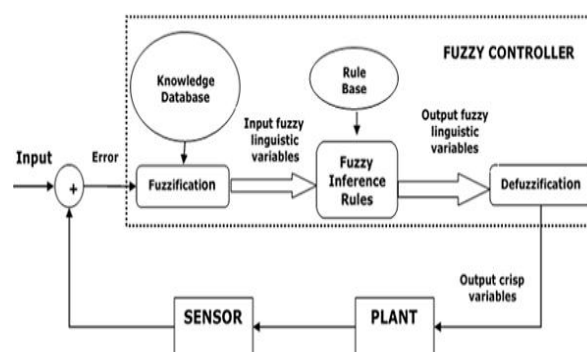 FUZZY CONTROLLER
Knowledge
Database
Rule
Base
Input fuzzy
linguistic
variables
Output fuzzy
linguistic
variables
Input
+
Error
Fuzzification
Fuzzy
Inference
Rules
Defuzzification
Output crisp
variables
SENSOR
PLANT